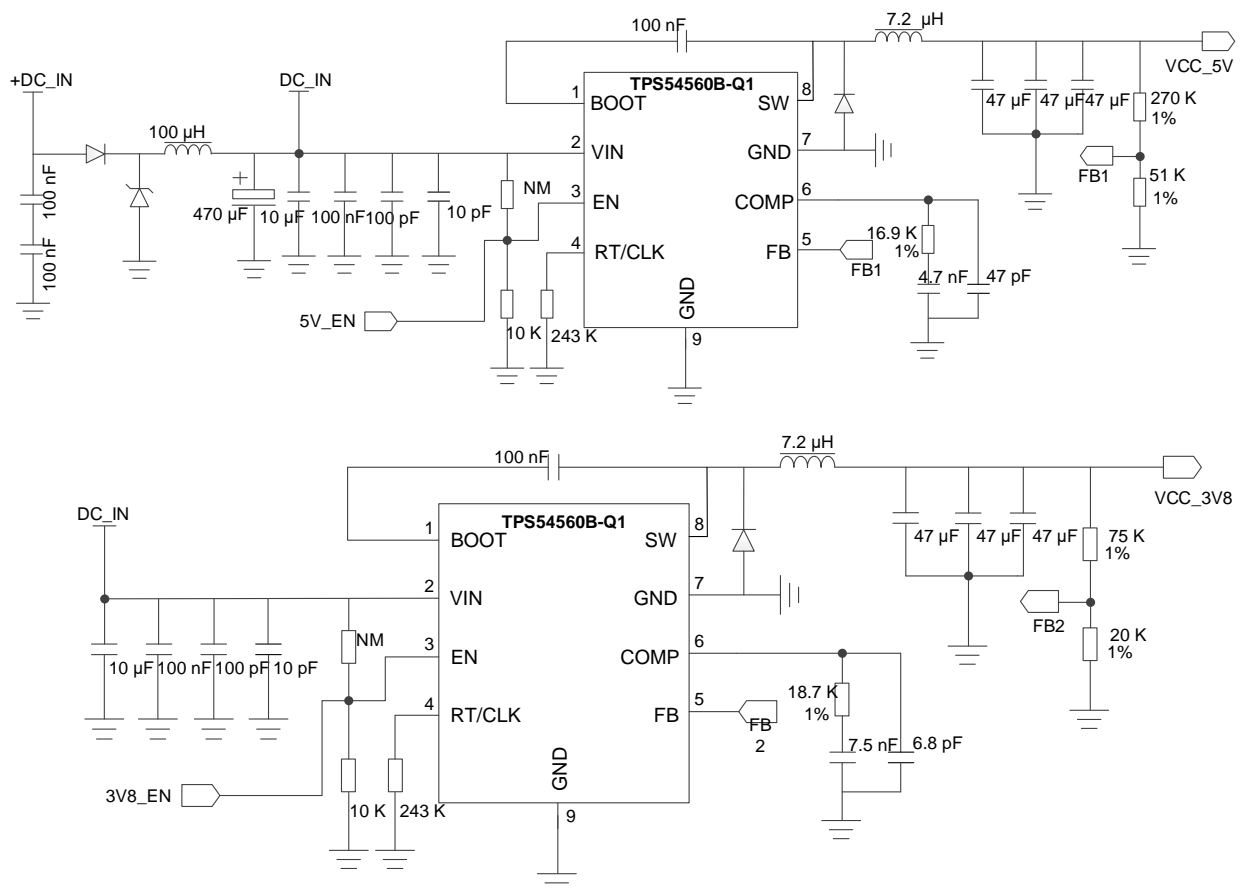 100 nF
7.2 µH
VCC_5V
+DC_IN
DC_IN
TPS54560B-Q1
1
BOOT
SW
8
47 µF
47 µF
47 µF
270 K
1%
100 µH
2
VIN
GND
7
FB1
100 nF
100 nF
470 µF
10 µF
100 nF
100 pF
10 pF
NM
3
EN
COMP
6
51 K
1%
4
RT/CLK
FB
5
FB1
16.9 K
1%
4.7 nF
47 pF
GND
5V_EN
10 K
243 K
9
7.2 µH
100 nF
VCC_3V8
DC_IN
TPS54560B-Q1
1
BOOT
SW
8
47 µF
47 µF
47 µF
75 K
1%
2
VIN
GND
7
FB2
10 µF
100 nF
100 pF
10 pF
NM
3
EN
COMP
6
20 K
1%
4
RT/CLK
FB
5
FB
2
18.7 K
1%
7.5 nF
6.8 pF
GND
3V8_EN
10 K
243 K
9